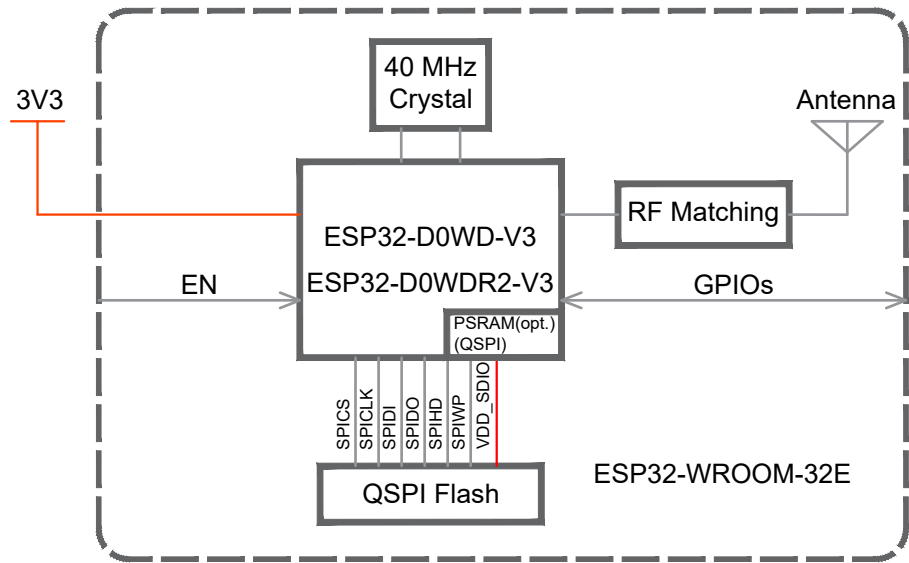 40 MHz
Crystal
3V3
Antenna
RF Matching
ESP32-D0WD-V3
ESP32-D0WDR2-V3
EN
GPIOs
PSRAM(opt.)
(QSPI)
SPICS
SPICLK
SPIDI
SPIDO
SPIHD
SPIWP
VDD_SDIO
ESP32-WROOM-32E
QSPI Flash